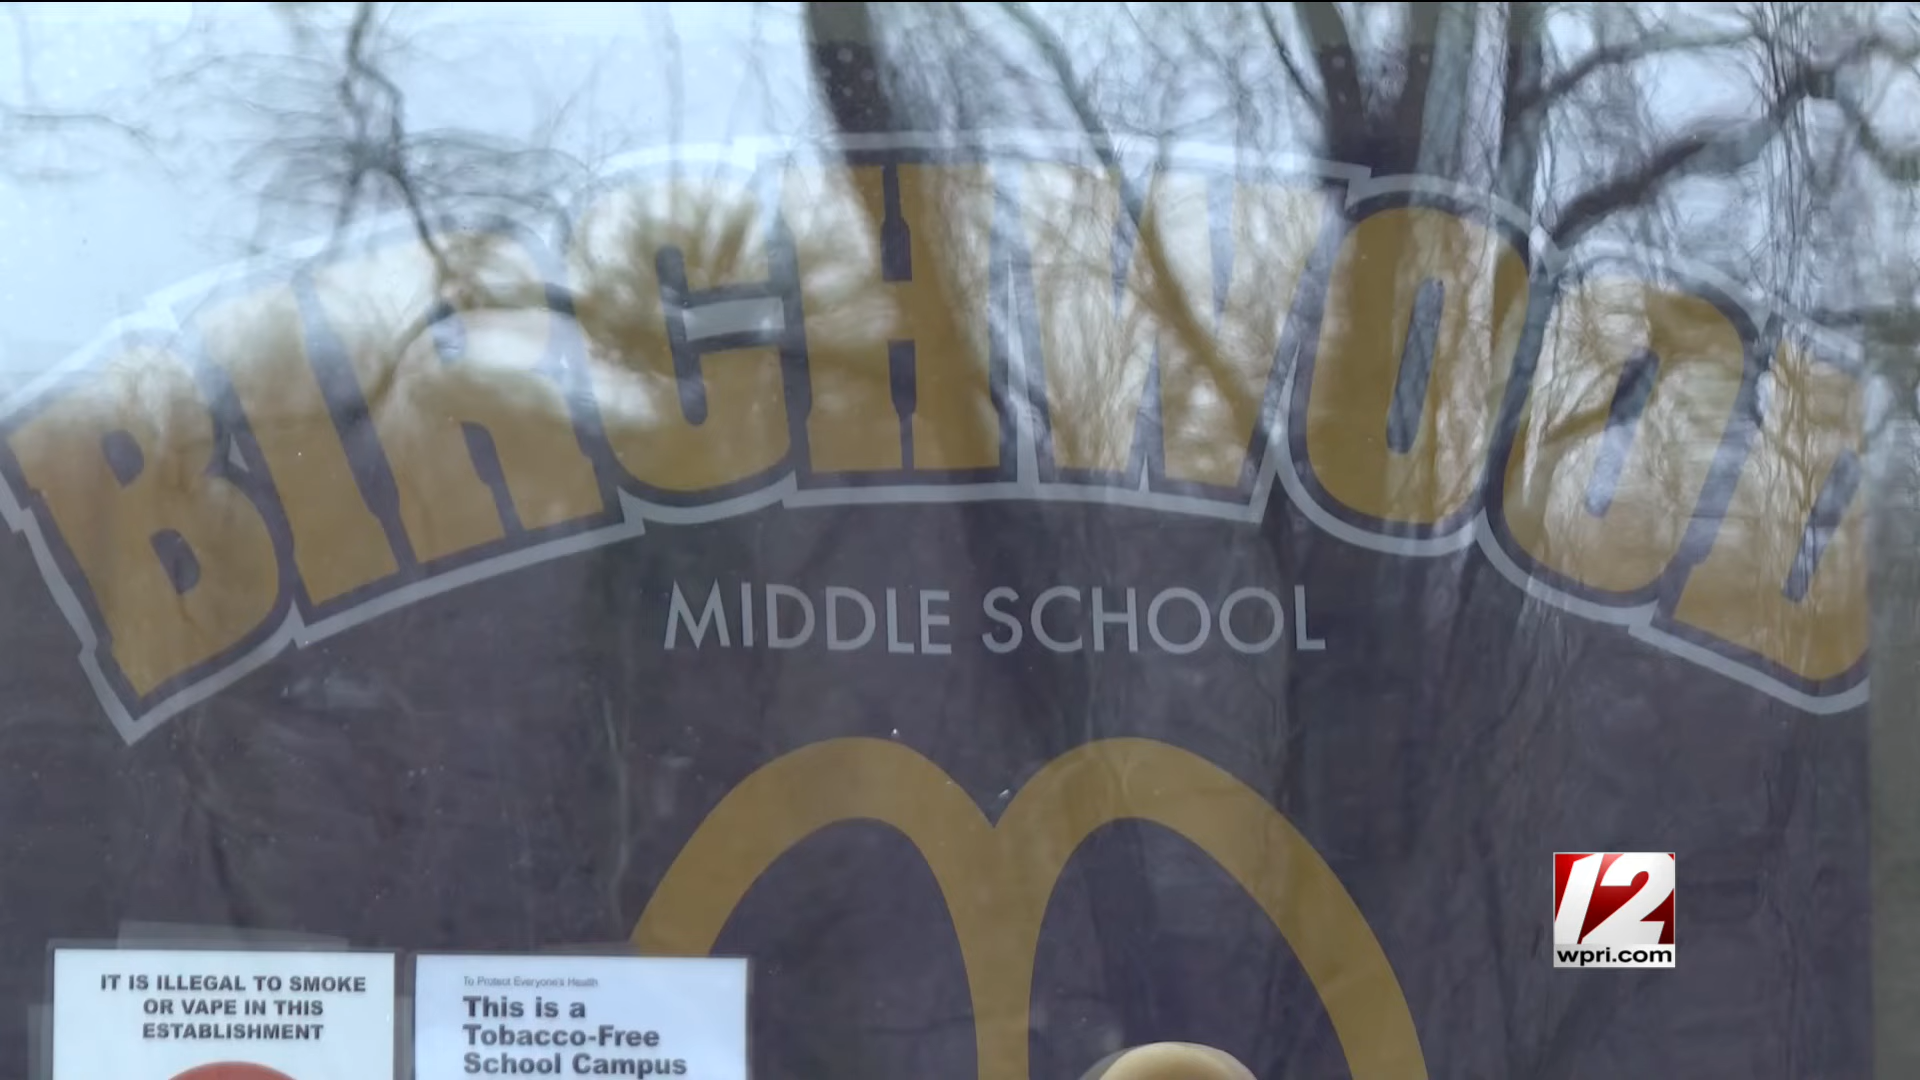 BIRCHWOOD
MIDDLE SCHOOL
12
wpri.com
IT IS ILLEGAL TO SMOKE
OR VAPE IN THIS
ESTABLISHMENT
To Protect Everyone's Health
This is a
Tobacco-Free
School Campus